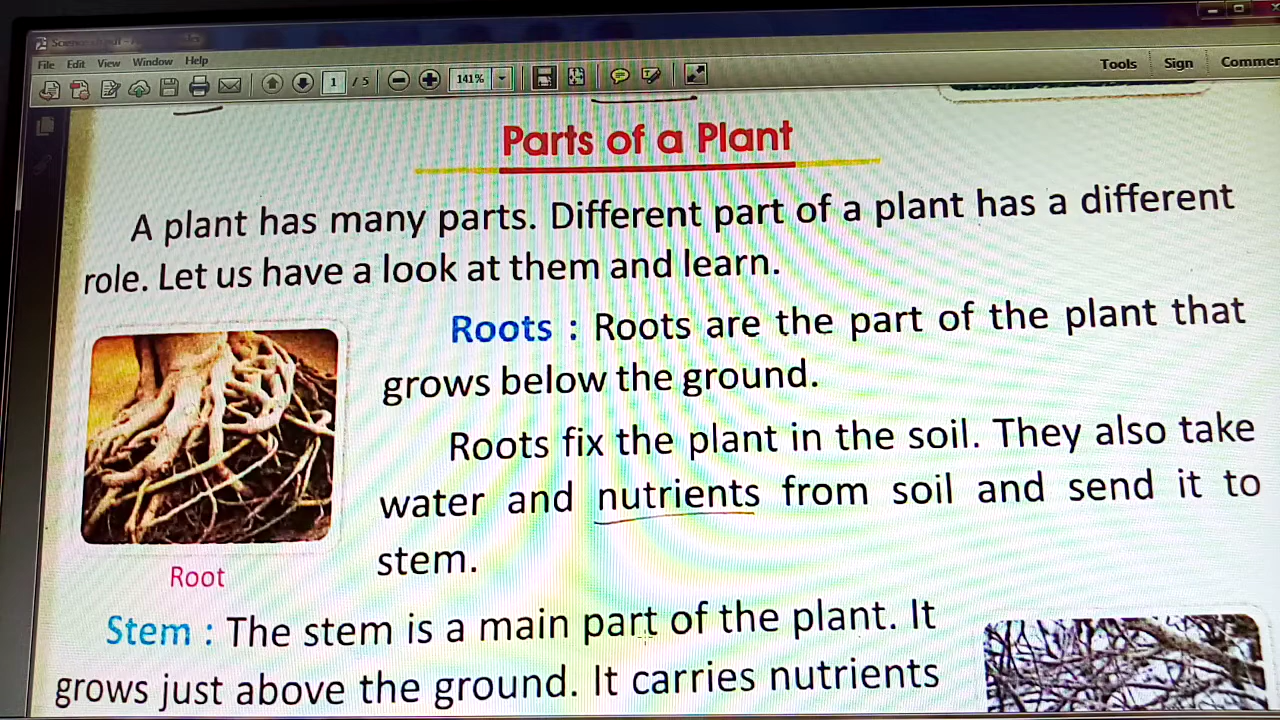 File Edit View Window Help
Tools Sign
1 / 5 141%
Parts of a Plant
A plant has many parts. Different part of a plant has a different
role. Let us have a look at them and learn.
Roots : Roots are the part of the plant that
grows below the ground.
Roots fix the plant in the soil. They also take
water and nutrients from soil and send it to
stem.
Root
Stem : The stem is a main part of the plant. It
grows just above the ground. It carries nutrients